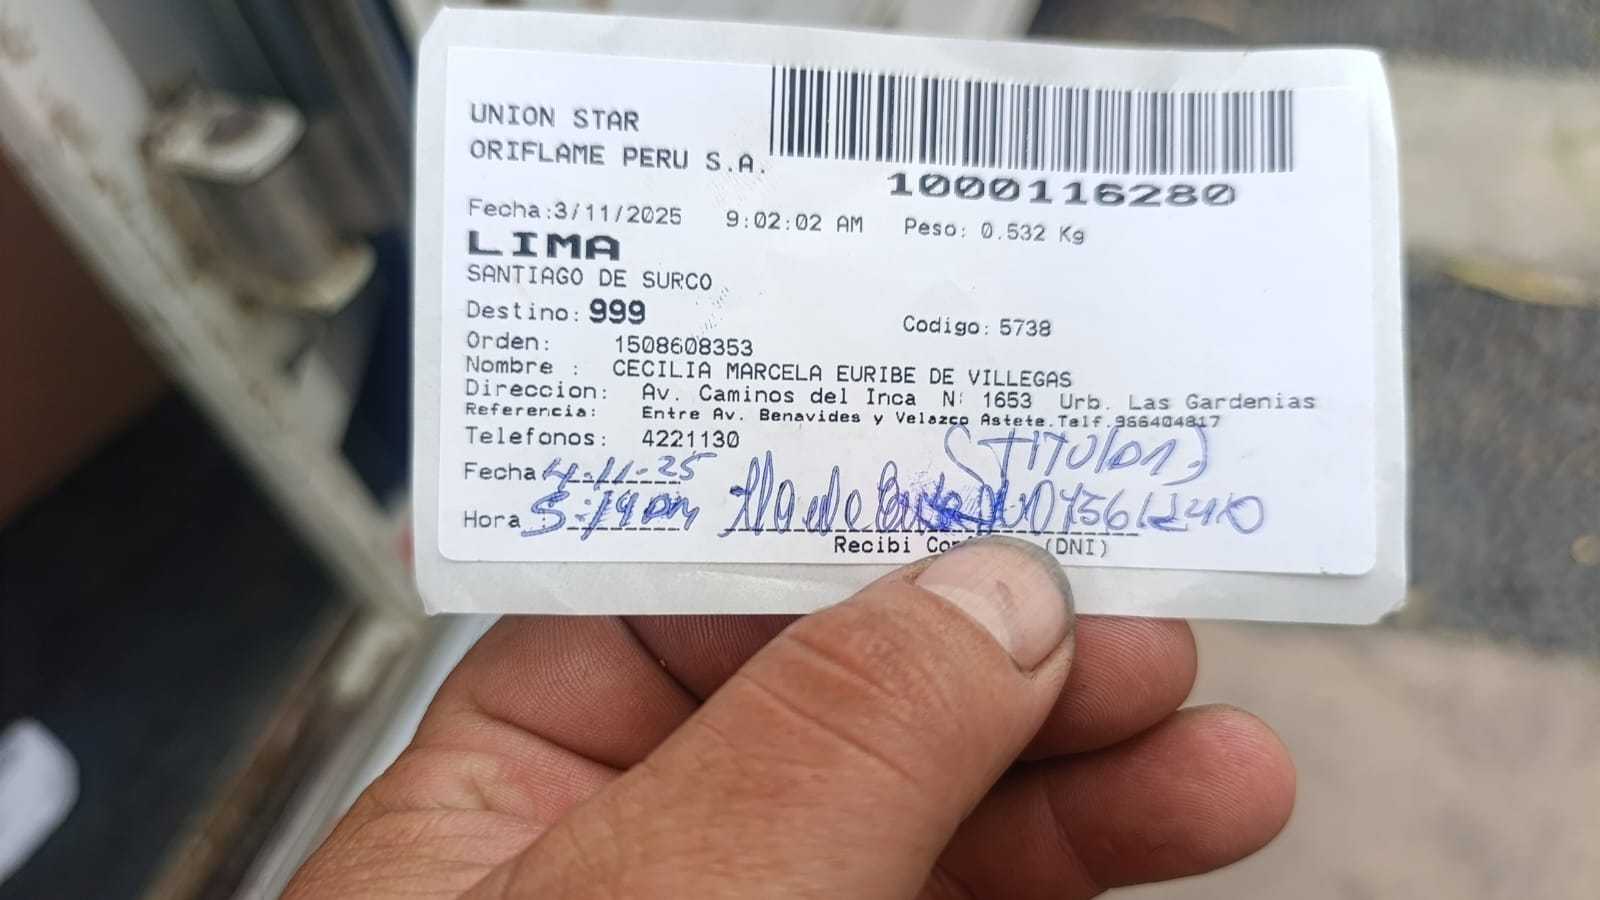 UNION STAR
ORIFLAME PERU S.A.
1000116280
Fecha:3/11/2025 9:02:02 AM Peso: 0.532 Kg
LIMA
SANTIAGO DE SURCO
Destino: 999 Codigo: 5738
Orden: 1508608353
Nombre : CECILIA MARCELA EURIBE DE VILLEGAS
Direccion: Av. Caminos del Inca N: 1653 Urb. Las Gardenias
Referencia: Entre Av. Benavides y Velazco Astete.Telf.966404817
Telefonos: 4221130
(TITULAR)
Fecha 4-11-25
Hora 5:14 pm
Recibi (DNI)